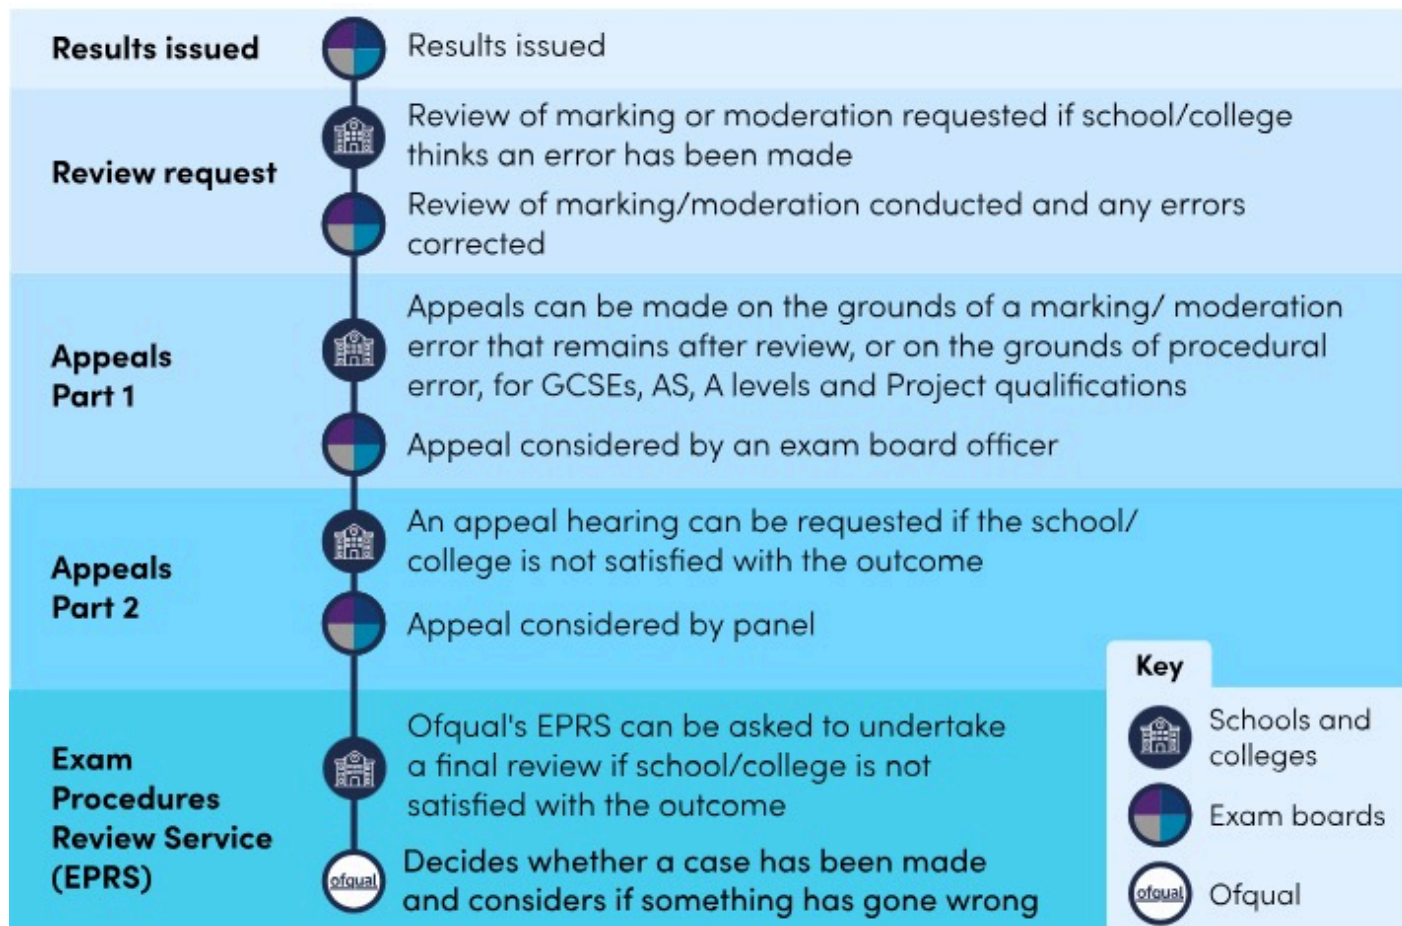 Results issued
Results issued
Review request
Review of marking or moderation requested if school/college
thinks an error has been made
Review of marking/moderation conducted and any errors
corrected
Appeals
Part 1
Appeals can be made on the grounds of a marking/ moderation
error that remains after review, or on the grounds of procedural
error, for GCSEs, AS, A levels and Project qualifications
Appeal considered by an exam board officer
Appeals
Part 2
An appeal hearing can be requested if the school/
college is not satisfied with the outcome
Appeal considered by panel
Exam
Procedures
Review Service
(EPRS)
Ofqual's EPRS can be asked to undertake
a final review if school/college is not
satisfied with the outcome
ofqual
Decides whether a case has been made
and considers if something has gone wrong
Key
Schools and
colleges
Exam boards
ofqual
Ofqual